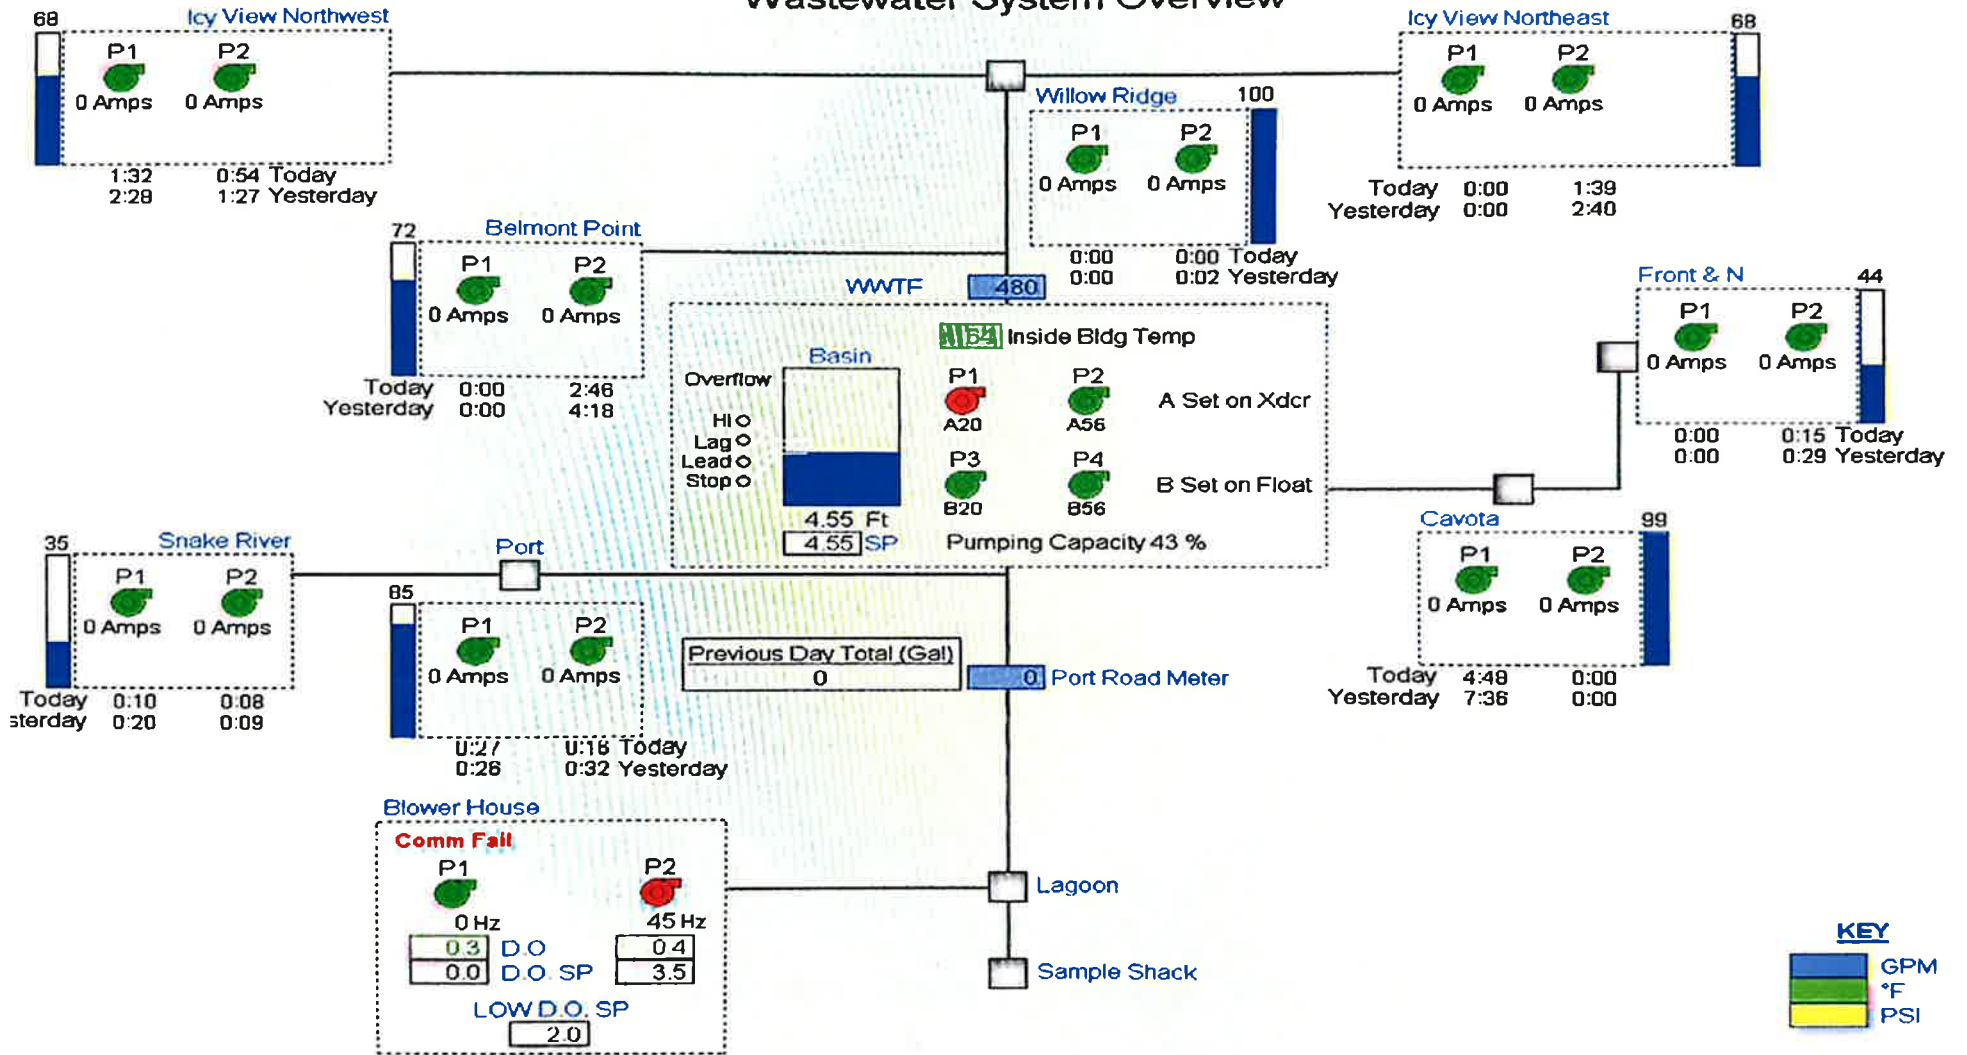 Wastewater System Overview
68
Icy View Northwest
P1 P2
0 Amps 0 Amps
1:32 0:54 Today
2:28 1:27 Yesterday
Icy View Northeast
68
P1 P2
0 Amps 0 Amps
Today 0:00 1:39
Yesterday 0:00 2:40
Willow Ridge
100
P1 P2
0 Amps 0 Amps
0:00 0:00 Today
0:00 0:02 Yesterday
72
Belmont Point
P1 P2
0 Amps 0 Amps
Today 0:00 2:46
Yesterday 0:00 4:18
WWTF 480
Inside Bldg Temp
Basin
Overflow
HI
Lag
Lead
Stop
4.55 Ft
4.55 SP
P1 P2
A20 A56
A Set on Xdcr
P3 P4
B20 B56
B Set on Float
Pumping Capacity 43 %
Front & N
44
P1 P2
0 Amps 0 Amps
0:00 0:15 Today
0:00 0:29 Yesterday
Cavota
99
P1 P2
0 Amps 0 Amps
Today 4:48 0:00
Yesterday 7:36 0:00
35
Snake River
P1 P2
0 Amps 0 Amps
Today 0:10 0:08
sterday 0:20 0:09
Port
85
P1 P2
0 Amps 0 Amps
0:27 0:18 Today
0:26 0:32 Yesterday
Previous Day Total (Gal)
0
0 Port Road Meter
Blower House
Comm Fail
P1 P2
0 Hz 45 Hz
0.3 D.O 0.4
0.0 D.O. SP 3.5
LOW D.O. SP
2.0
Lagoon
Sample Shack
KEY
GPM
°F
PSI